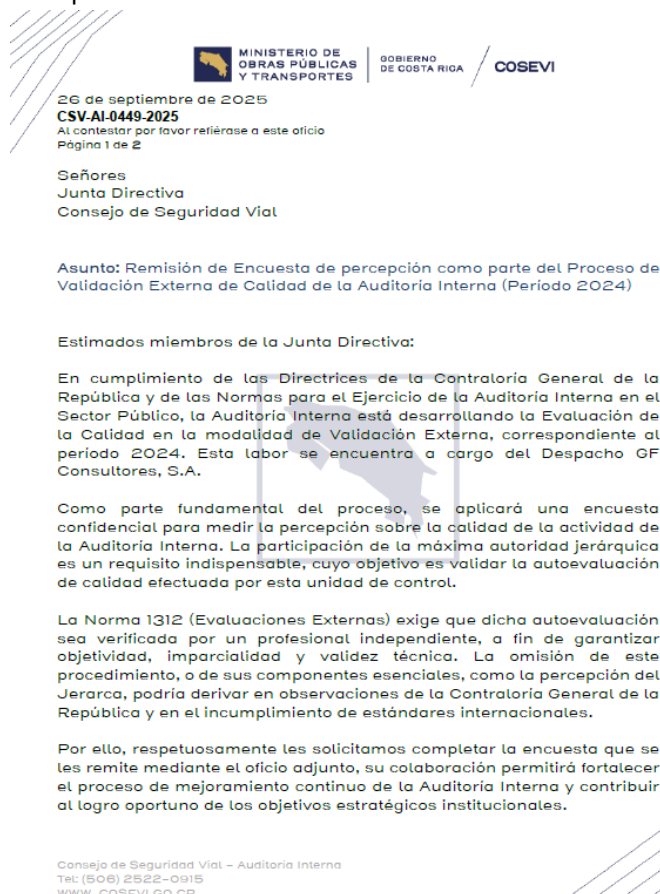 MINISTERIO DE
OBRAS PÚBLICAS
Y TRANSPORTES
GOBIERNO
DE COSTA RICA
COSEVI
26 de septiembre de 2025
CSV-AI-0449-2025
Al contestar por favor refiérase a este oficio
Página 1 de 2
Señores
Junta Directiva
Consejo de Seguridad Vial
Asunto: Remisión de Encuesta de percepción como parte del Proceso de
Validación Externa de Calidad de la Auditoría Interna (Período 2024)
Estimados miembros de la Junta Directiva:
En cumplimiento de las Directrices de la Contraloría General de la
República y de las Normas para el Ejercicio de la Auditoría Interna en el
Sector Público, la Auditoría Interna está desarrollando la Evaluación de
la Calidad en la modalidad de Validación Externa, correspondiente al
período 2024. Esta labor se encuentra a cargo del Despacho GF
Consultores, S.A.
Como parte fundamental del proceso, se aplicará una encuesta
confidencial para medir la percepción sobre la calidad de la actividad de
la Auditoría Interna. La participación de la máxima autoridad jerárquica
es un requisito indispensable, cuyo objetivo es validar la autoevaluación
de calidad efectuada por esta unidad de control.
La Norma 1312 (Evaluaciones Externas) exige que dicha autoevaluación
sea verificada por un profesional independiente, a fin de garantizar
objetividad, imparcialidad y validez técnica. La omisión de este
procedimiento, o de sus componentes esenciales, como la percepción del
Jerarca, podría derivar en observaciones de la Contraloría General de la
República y en el incumplimiento de estándares internacionales.
Por ello, respetuosamente les solicitamos completar la encuesta que se
les remite mediante el oficio adjunto, su colaboración permitirá fortalecer
el proceso de mejoramiento continuo de la Auditoría Interna y contribuir
al logro oportuno de los objetivos estratégicos institucionales.
Consejo de Seguridad Vial – Auditoría Interna
Tel: (506) 2522-0915
WWW. COSEVI.GO.CR